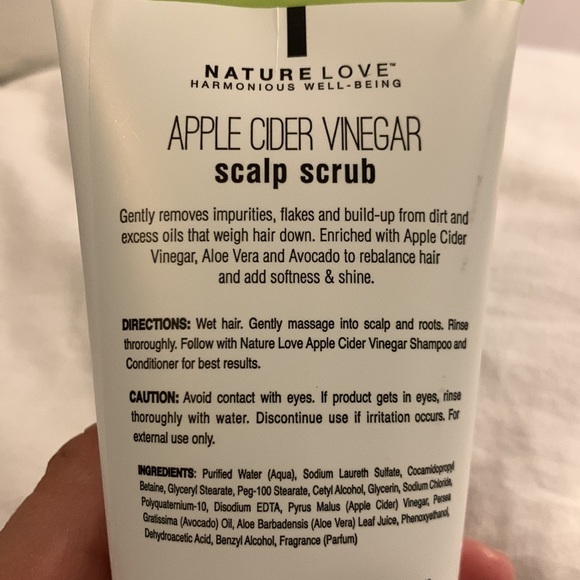 NATURE LOVE™
HARMONIOUS WELL-BEING
APPLE CIDER VINEGAR
scalp scrub
Gently removes impurities, flakes and build-up from dirt and
excess oils that weigh hair down. Enriched with Apple Cider
Vinegar, Aloe Vera and Avocado to rebalance hair
and add softness & shine.
DIRECTIONS: Wet hair. Gently massage into scalp and roots. Rinse
throroughly. Follow with Nature Love Apple Cider Vinegar Shampoo and
Conditioner for best results.
CAUTION: Avoid contact with eyes. If product gets in eyes, rinse
thoroughly with water. Discontinue use if irritation occurs. For
external use only.
INGREDIENTS: Purified Water (Aqua), Sodium Laureth Sulfate, Cocamidopropyl
Betaine, Glyceryl Stearate, Peg-100 Stearate, Cetyl Alcohol, Glycerin, Sodium Chloride,
Polyquaternium-10, Disodium EDTA, Pyrus Malus (Apple Cider) Vinegar, Persea
Gratissima (Avocado) Oil, Aloe Barbadensis (Aloe Vera) Leaf Juice, Phenoxyethanol,
Dehydroacetic Acid, Benzyl Alcohol, Fragrance (Parfum)